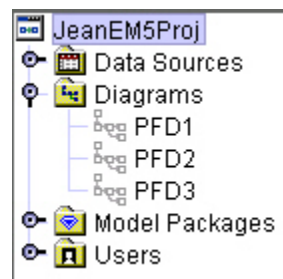 JeanEM5Proj
Data Sources
Diagrams
PFD1
PFD2
PFD3
Model Packages
Users